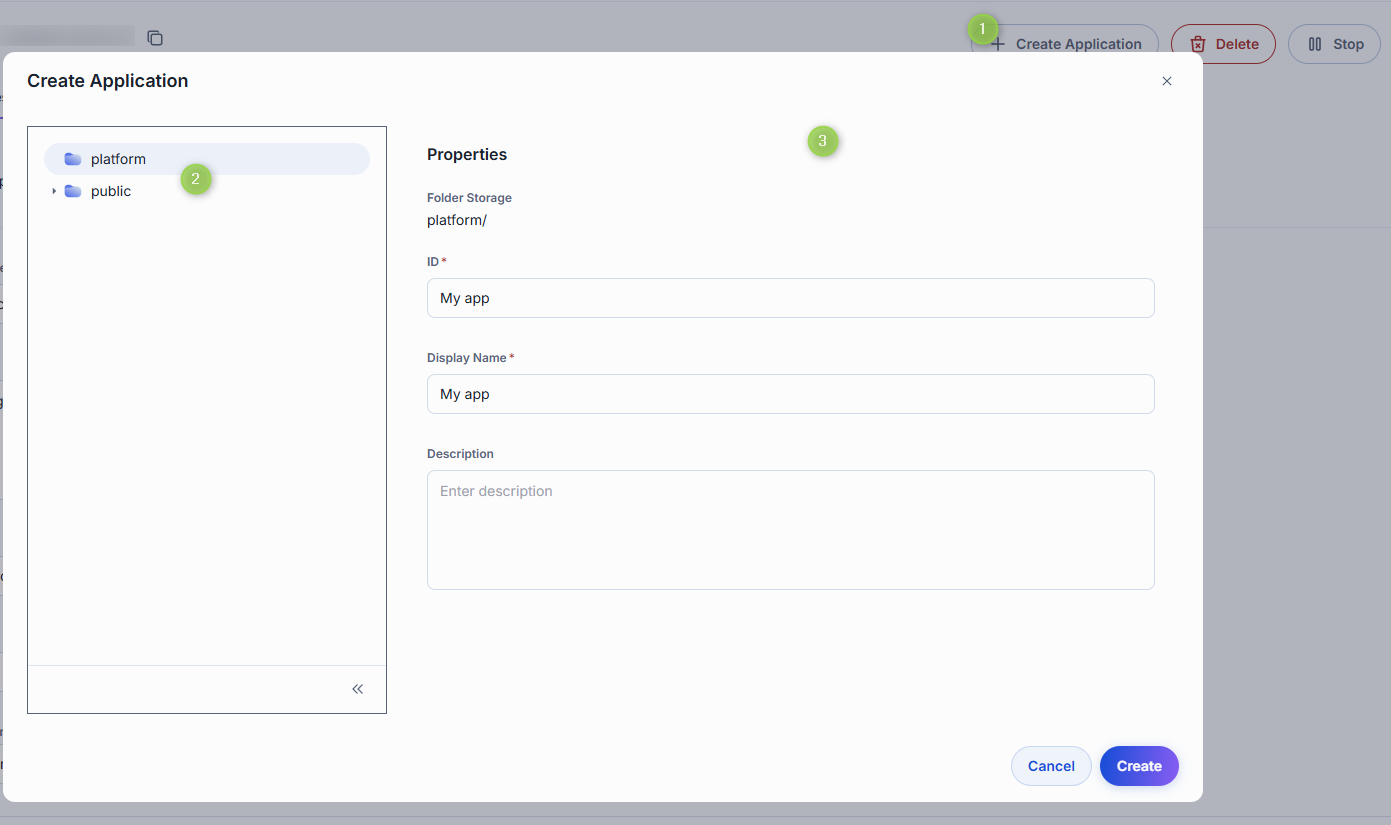 1
Create Application
Delete
Stop
Create Application
platform
2
public
3
Properties
Folder Storage
platform/
ID *
My app
Display Name *
My app
Description
Enter description
Cancel
Create